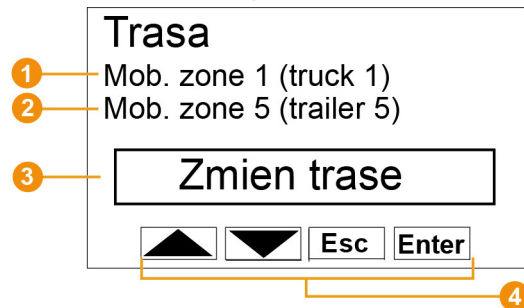 Trasa
1 Mob. zone 1 (truck 1)
2 Mob. zone 5 (trailer 5)
3 Zmien trase
Esc Enter
4